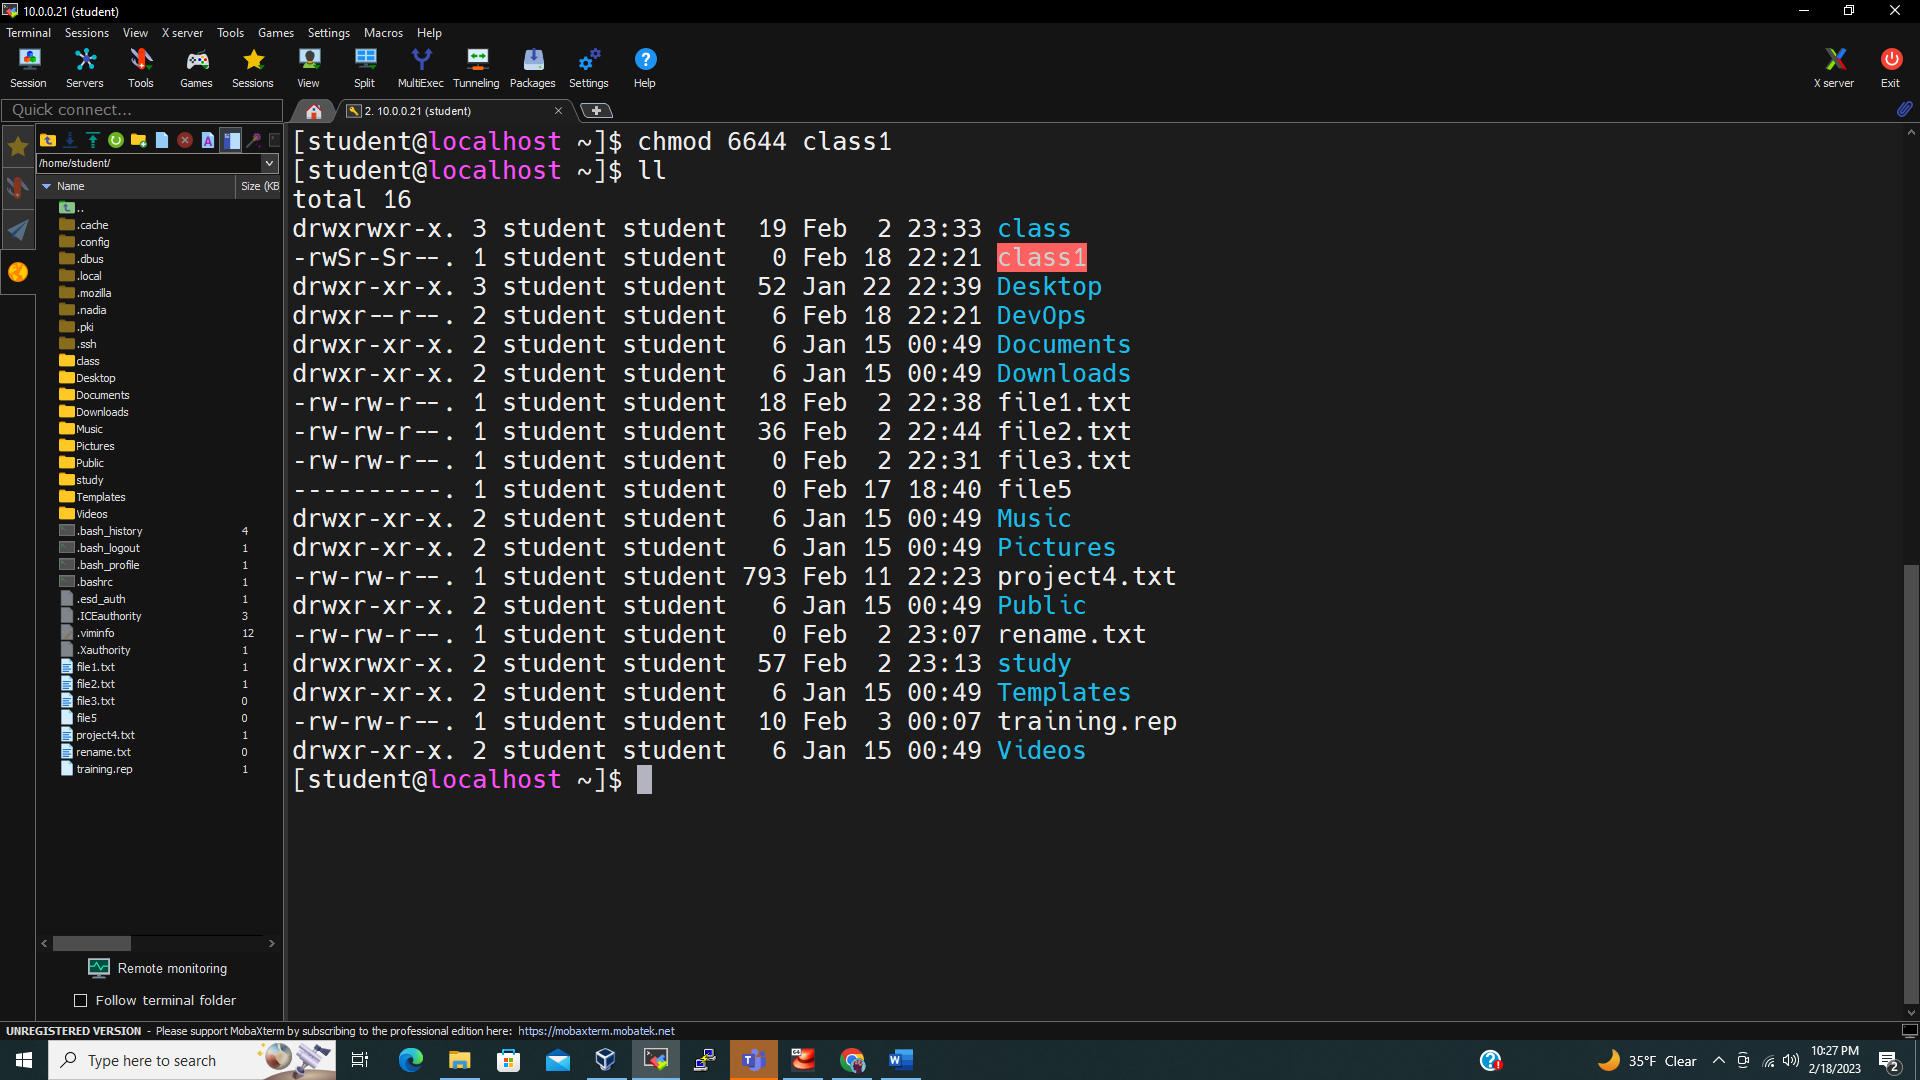 10.0.0.21 (student)
Terminal Sessions View X server Tools Games Settings Macros Help
Session Servers Tools Games Sessions View Split MultiExec Tunneling Packages Settings Help X server Exit
Quick connect...
2. 10.0.0.21 (student)
/home/student/
Name Size (KB
..
.cache
.config
.dbus
.local
.mozilla
.nadia
.pki
.ssh
class
Desktop
Documents
Downloads
Music
Pictures
Public
study
Templates
Videos
.bash_history 4
.bash_logout 1
.bash_profile 1
.bashrc 1
.esd_auth 1
.ICEauthority 3
.viminfo 12
.Xauthority 1
file1.txt 1
file2.txt 1
file3.txt 0
file5 0
project4.txt 1
rename.txt 0
training.rep 1
Remote monitoring
Follow terminal folder
[student@localhost ~]$ chmod 6644 class1
[student@localhost ~]$ ll
total 16
drwxrwxr-x. 3 student student 19 Feb 2 23:33 class
-rwSr-Sr--. 1 student student 0 Feb 18 22:21 class1
drwxr-xr-x. 3 student student 52 Jan 22 22:39 Desktop
drwxr--r--. 2 student student 6 Feb 18 22:21 DevOps
drwxr-xr-x. 2 student student 6 Jan 15 00:49 Documents
drwxr-xr-x. 2 student student 6 Jan 15 00:49 Downloads
-rw-rw-r--. 1 student student 18 Feb 2 22:38 file1.txt
-rw-rw-r--. 1 student student 36 Feb 2 22:44 file2.txt
-rw-rw-r--. 1 student student 0 Feb 2 22:31 file3.txt
----------. 1 student student 0 Feb 17 18:40 file5
drwxr-xr-x. 2 student student 6 Jan 15 00:49 Music
drwxr-xr-x. 2 student student 6 Jan 15 00:49 Pictures
-rw-rw-r--. 1 student student 793 Feb 11 22:23 project4.txt
drwxr-xr-x. 2 student student 6 Jan 15 00:49 Public
-rw-rw-r--. 1 student student 0 Feb 2 23:07 rename.txt
drwxrwxr-x. 2 student student 57 Feb 2 23:13 study
drwxr-xr-x. 2 student student 6 Jan 15 00:49 Templates
-rw-rw-r--. 1 student student 10 Feb 3 00:07 training.rep
drwxr-xr-x. 2 student student 6 Jan 15 00:49 Videos
[student@localhost ~]$
UNREGISTERED VERSION - Please support MobaXterm by subscribing to the professional edition here: https://mobaxterm.mobatek.net
Type here to search
35°F Clear
10:27 PM
2/18/2023
2